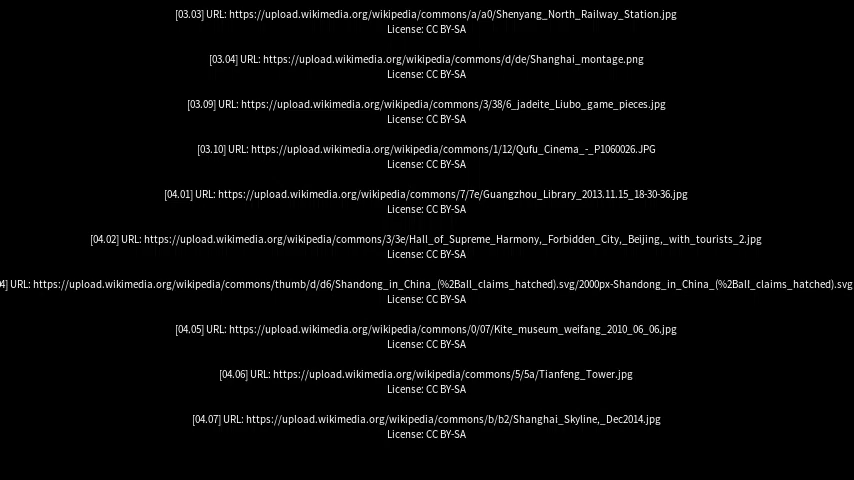 [03.03] URL: https://upload.wikimedia.org/wikipedia/commons/a/a0/Shenyang_North_Railway_Station.jpg
License: CC BY-SA
[03.04] URL: https://upload.wikimedia.org/wikipedia/commons/d/de/Shanghai_montage.png
License: CC BY-SA
[03.09] URL: https://upload.wikimedia.org/wikipedia/commons/3/38/6_jadeite_Liubo_game_pieces.jpg
License: CC BY-SA
[03.10] URL: https://upload.wikimedia.org/wikipedia/commons/1/12/Qufu_Cinema_-_P1060026.JPG
License: CC BY-SA
[04.01] URL: https://upload.wikimedia.org/wikipedia/commons/7/7e/Guangzhou_Library_2013.11.15_18-30-36.jpg
License: CC BY-SA
[04.02] URL: https://upload.wikimedia.org/wikipedia/commons/3/3e/Hall_of_Supreme_Harmony,_Forbidden_City,_Beijing,_with_tourists_2.jpg
License: CC BY-SA
4] URL: https://upload.wikimedia.org/wikipedia/commons/thumb/d/d6/Shandong_in_China_(%2Ball_claims_hatched).svg/2000px-Shandong_in_China_(%2Ball_claims_hatched).svg
License: CC BY-SA
[04.05] URL: https://upload.wikimedia.org/wikipedia/commons/0/07/Kite_museum_weifang_2010_06_06.jpg
License: CC BY-SA
[04.06] URL: https://upload.wikimedia.org/wikipedia/commons/5/5a/Tianfeng_Tower.jpg
License: CC BY-SA
[04.07] URL: https://upload.wikimedia.org/wikipedia/commons/b/b2/Shanghai_Skyline,_Dec2014.jpg
License: CC BY-SA